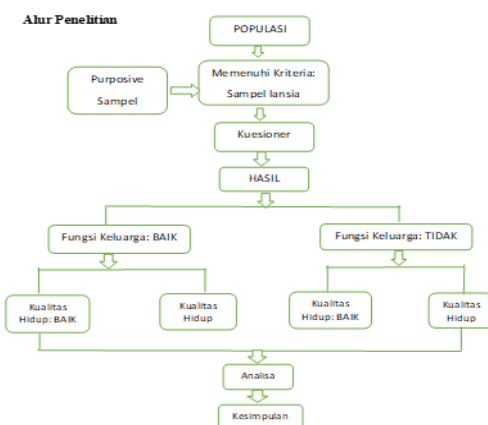 Alur Penelitian
POPULASI
Purposive
Sampel
Memenuhi Kriteria:
Sampel lansia
Kuesioner
HASIL
Fungsi Keluarga: BAIK
Fungsi Keluarga: TIDAK
Kualitas
Hidup: BAIK
Kualitas
Hidup
Kualitas
Hidup: BAIK
Kualitas
Hidup
Analisa
Kesimpulan